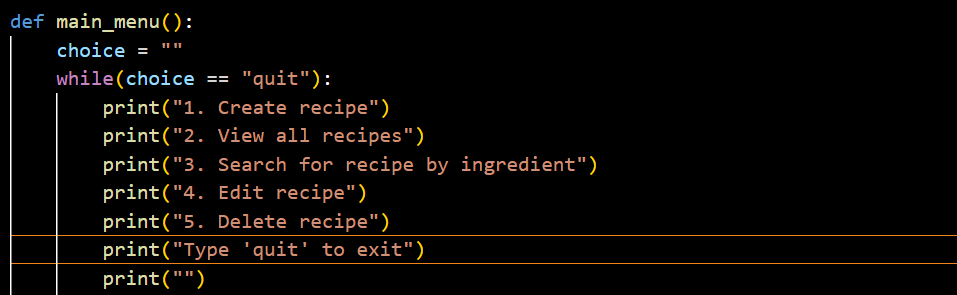 def main_menu():
    choice = ""
    while(choice == "quit"):
        print("1. Create recipe")
        print("2. View all recipes")
        print("3. Search for recipe by ingredient")
        print("4. Edit recipe")
        print("5. Delete recipe")
        print("Type 'quit' to exit")
        print("")